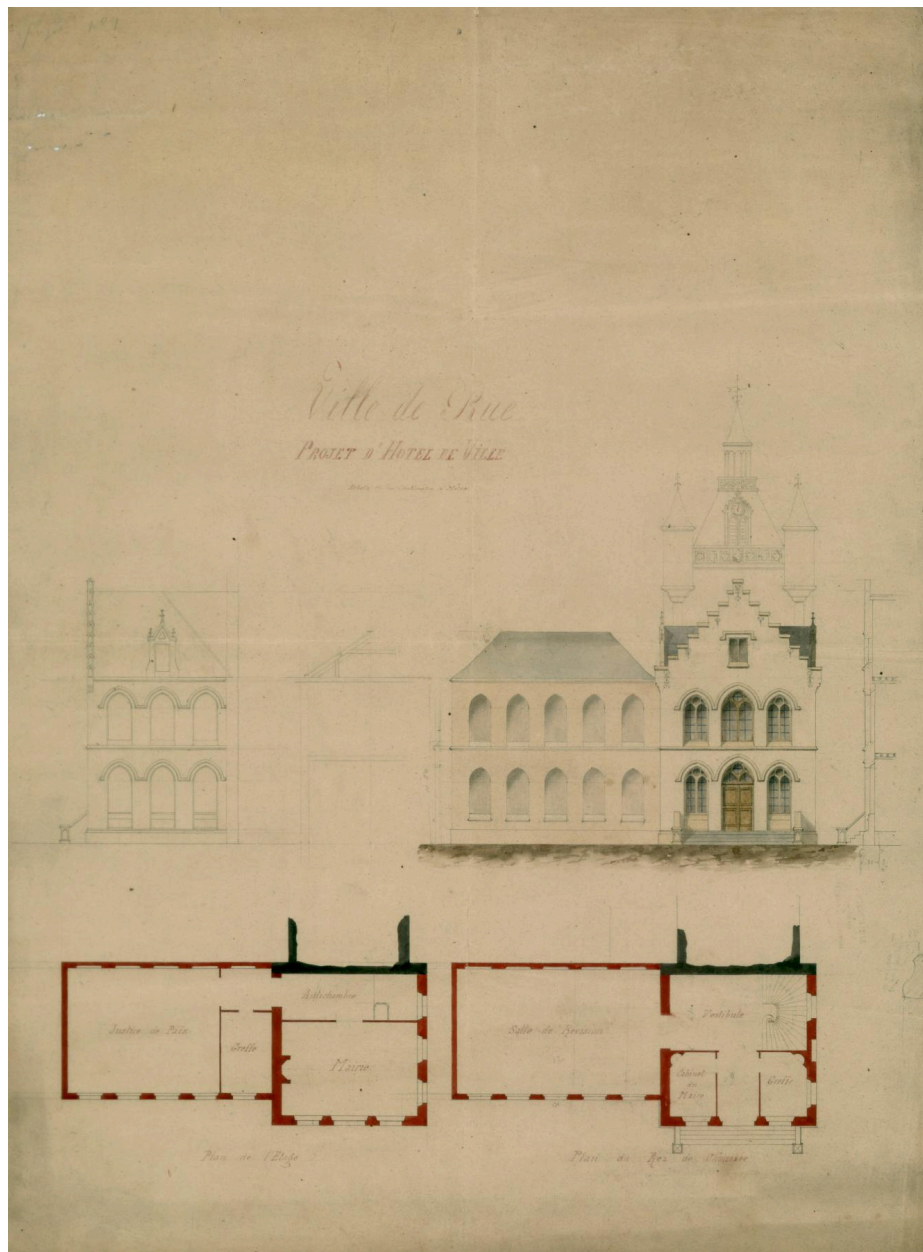 Ville de Rue
PROJET D'HOTEL DE VILLE
Antichambre
Justice de Paix
Greffe
Mairie
Salle de Réunion
Vestibule
Cabinet
du
Maire
Greffe
Plan de l'Etage
Plan du Rez de Chaussée